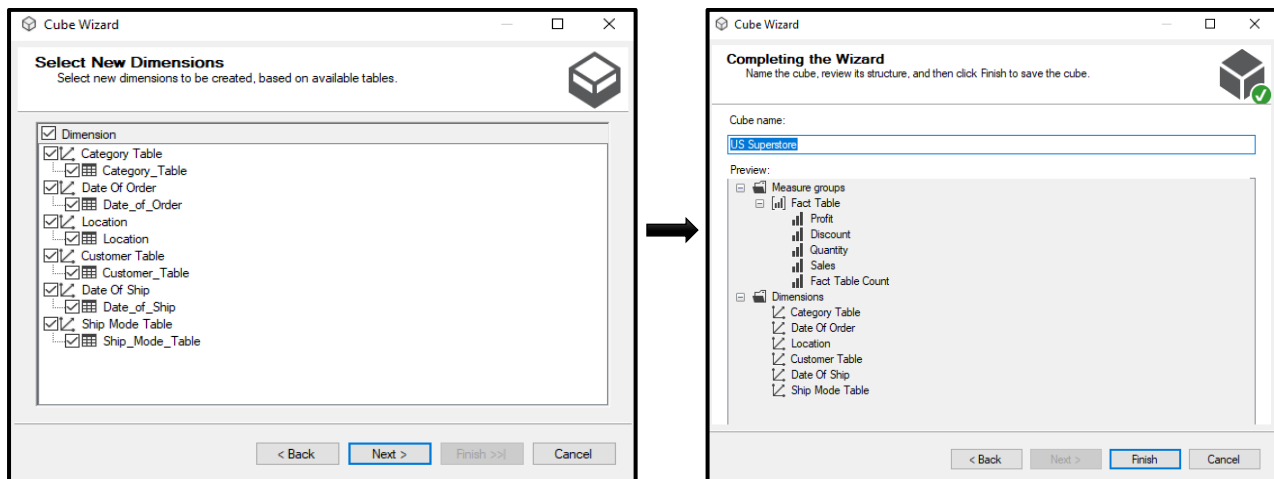 Cube Wizard
Select New Dimensions
Select new dimensions to be created, based on available tables.
Dimension
Category Table
Category_Table
Date Of Order
Date_of_Order
Location
Location
Customer Table
Customer_Table
Date Of Ship
Date_of_Ship
Ship Mode Table
Ship_Mode_Table
< Back
Next >
Finish >>|
Cancel
Cube Wizard
Completing the Wizard
Name the cube, review its structure, and then click Finish to save the cube.
Cube name:
US Superstore
Preview:
Measure groups
Fact Table
Profit
Discount
Quantity
Sales
Fact Table Count
Dimensions
Category Table
Date Of Order
Location
Customer Table
Date Of Ship
Ship Mode Table
< Back
Next >
Finish
Cancel